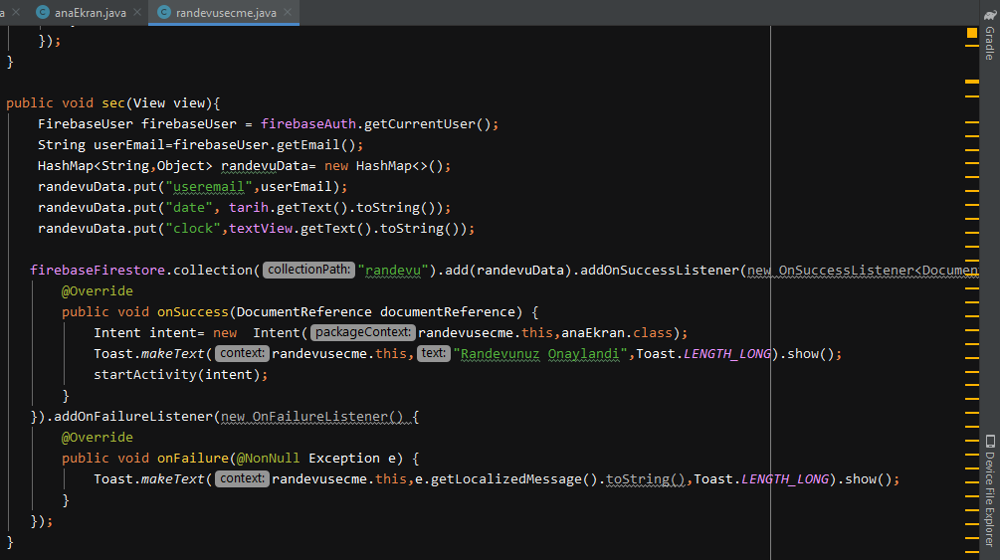 a anaEkran.java randevusecme.java
});
}
public void sec(View view){
FirebaseUser firebaseUser = firebaseAuth.getCurrentUser();
String userEmail=firebaseUser.getEmail();
HashMap<String,Object> randevuData= new HashMap<>();
randevuData.put("useremail",userEmail);
randevuData.put("date", tarih.getText().toString());
randevuData.put("clock",textView.getText().toString());
firebaseFirestore.collection( collectionPath: "randevu").add(randevuData).addOnSuccessListener(new OnSuccessListener<Documen
@Override
public void onSuccess(DocumentReference documentReference) {
Intent intent= new  Intent( packageContext: randevusecme.this,anaEkran.class);
Toast.makeText( context: randevusecme.this, text: "Randevunuz Onaylandi",Toast.LENGTH_LONG).show();
startActivity(intent);
}
}).addOnFailureListener(new OnFailureListener() {
@Override
public void onFailure(@NonNull Exception e) {
Toast.makeText( context: randevusecme.this,e.getLocalizedMessage().toString(),Toast.LENGTH_LONG).show();
}
});
}
Gradle
Device File Explorer